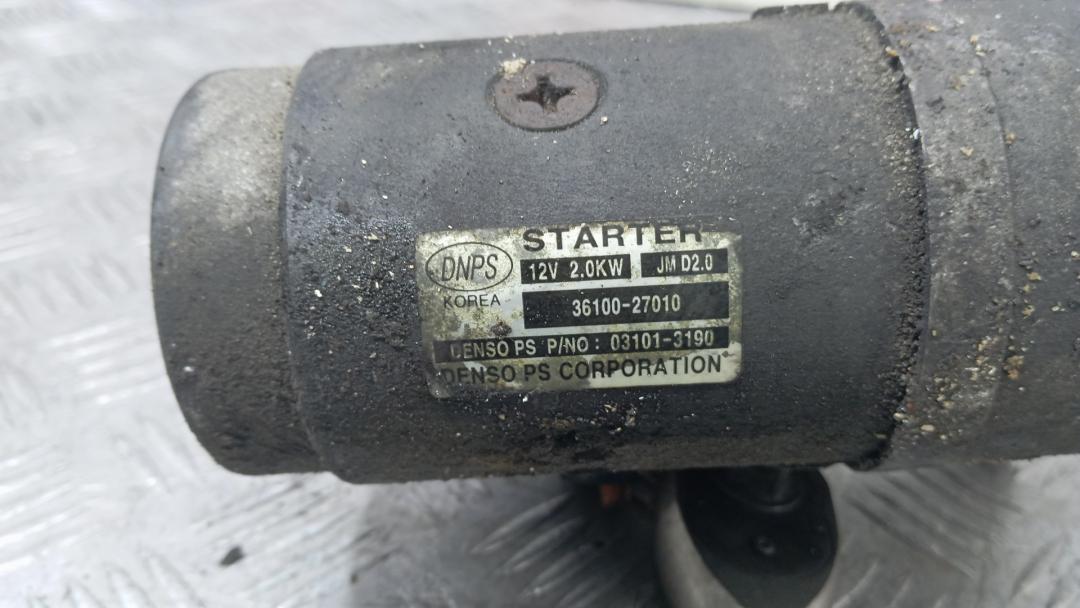 STARTER
DNPS 12V 2.0KW JM D2.0
KOREA 36100-27010
DENSO PS P/NO : 03101-3190
DENSO PS CORPORATION